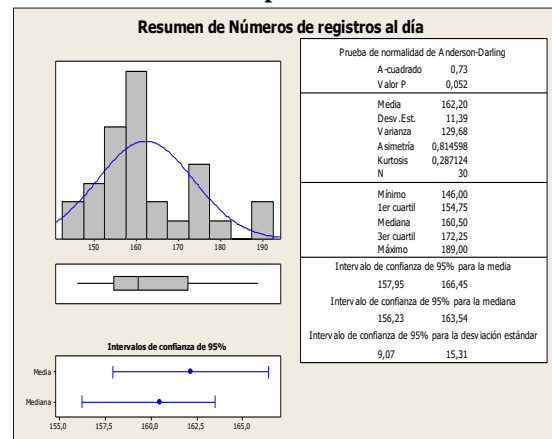 Resumen de Números de registros al día
150 160 170 180 190
Intervalos de confianza de 95%
Media
Mediana
155,0 157,5 160,0 162,5 165,0
Prueba de normalidad de Anderson-Darling
A-cuadrado 0,73
Valor P 0,052
Media 162,20
Desv.Est. 11,39
Varianza 129,68
Asimetría 0,814598
Kurtosis 0,287124
N 30
Mínimo 146,00
1er cuartil 154,75
Mediana 160,50
3er cuartil 172,25
Máximo 189,00
Intervalo de confianza de 95% para la media
157,95 166,45
Intervalo de confianza de 95% para la mediana
156,23 163,54
Intervalo de confianza de 95% para la desviación estándar
9,07 15,31